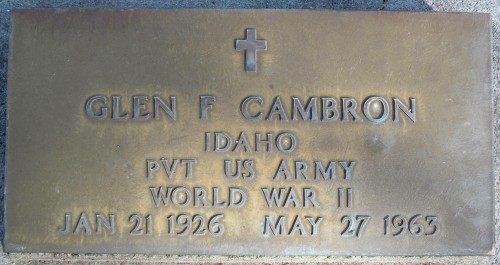 GLEN F CAMBRON
IDAHO
PVT US ARMY
WORLD WAR II
JAN 21 1926 MAY 27 1963